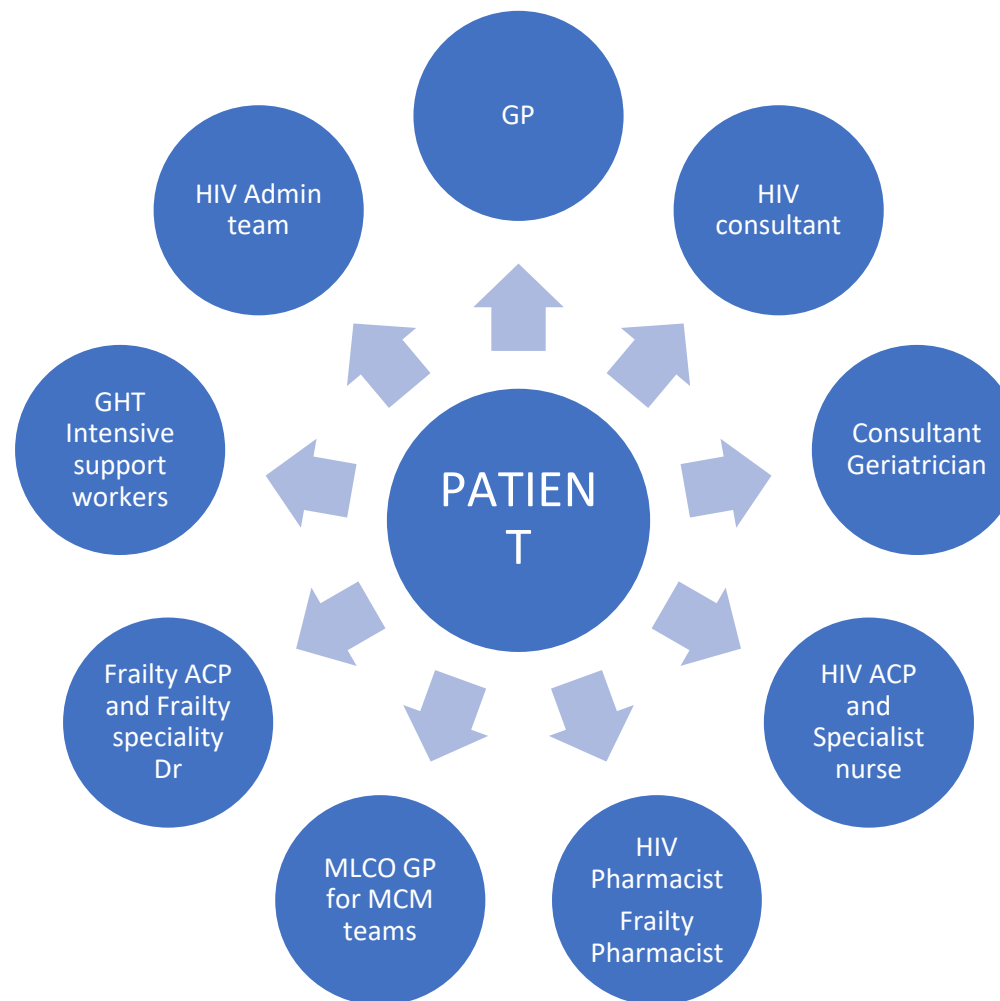 GP
HIV
consultant
Consultant
Geriatrician
HIV ACP
and
Specialist
nurse
HIV
Pharmacist
Frailty
Pharmacist
MLCO GP
for MCM
teams
Frailty ACP
and Frailty
speciality
Dr
GHT
Intensive
support
workers
HIV Admin
team
PATIEN
T